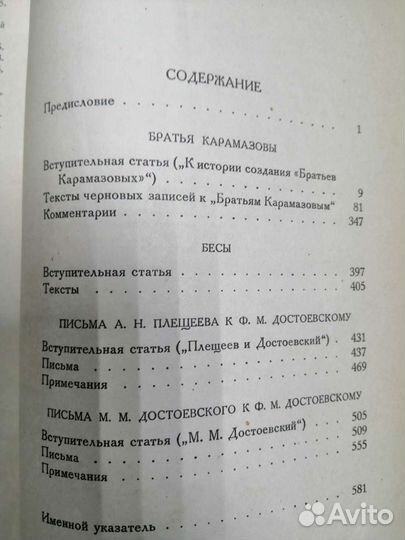 СОДЕРЖАНИЕ
Предисловие . . . . . . . . . . 1
БРАТЬЯ КАРАМАЗОВЫ
Вступительная статья („К истории создания «Братьев
Карамазовых»“) . . . . . . . . . . 9
Тексты черновых записей к „Братьям Карамазовым“ 81
Комментарии . . . . . . . . . . 347
БЕСЫ
Вступительная статья . . . . . . . . . . 397
Тексты . . . . . . . . . . 405
ПИСЬМА А. Н. ПЛЕЩЕЕВА К Ф. М. ДОСТОЕВСКОМУ
Вступительная статья („Плещеев и Достоевский“) . . 431
Письма . . . . . . . . . . 437
Примечания . . . . . . . . . . 469
ПИСЬМА М. М. ДОСТОЕВСКОГО К Ф. М. ДОСТОЕВСКОМУ
Вступительная статья („М. М. Достоевский“) . . . . 505
Письма . . . . . . . . . . 509
Примечания . . . . . . . . . . 555
Именной указатель . . . . . . . . . . 581
Avito